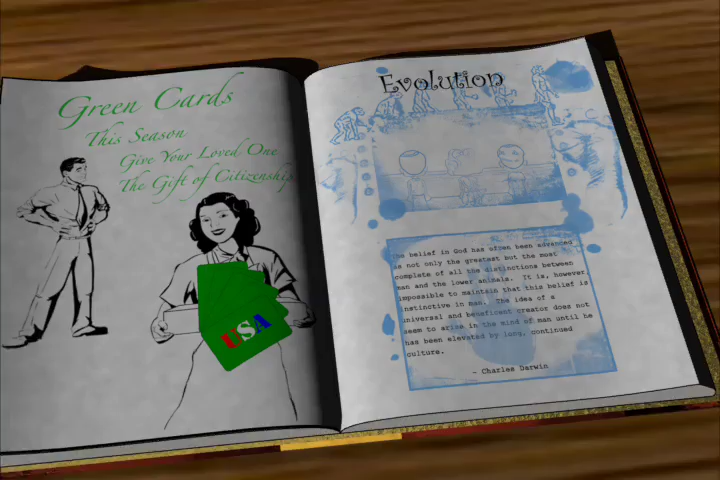 Green Cards
This Season
Give Your Loved One
The Gift of Citizenship
USA
Evolution
The belief in God has often been advanced
as not only the greatest but the most
complete of all the distinctions between
man and the lower animals. It is, however
impossible to maintain that this belief is
instinctive in man. The idea of a
universal and beneficent creator does not
seem to arise in the mind of man until he
has been elevated by long, continued
culture.
- Charles Darwin